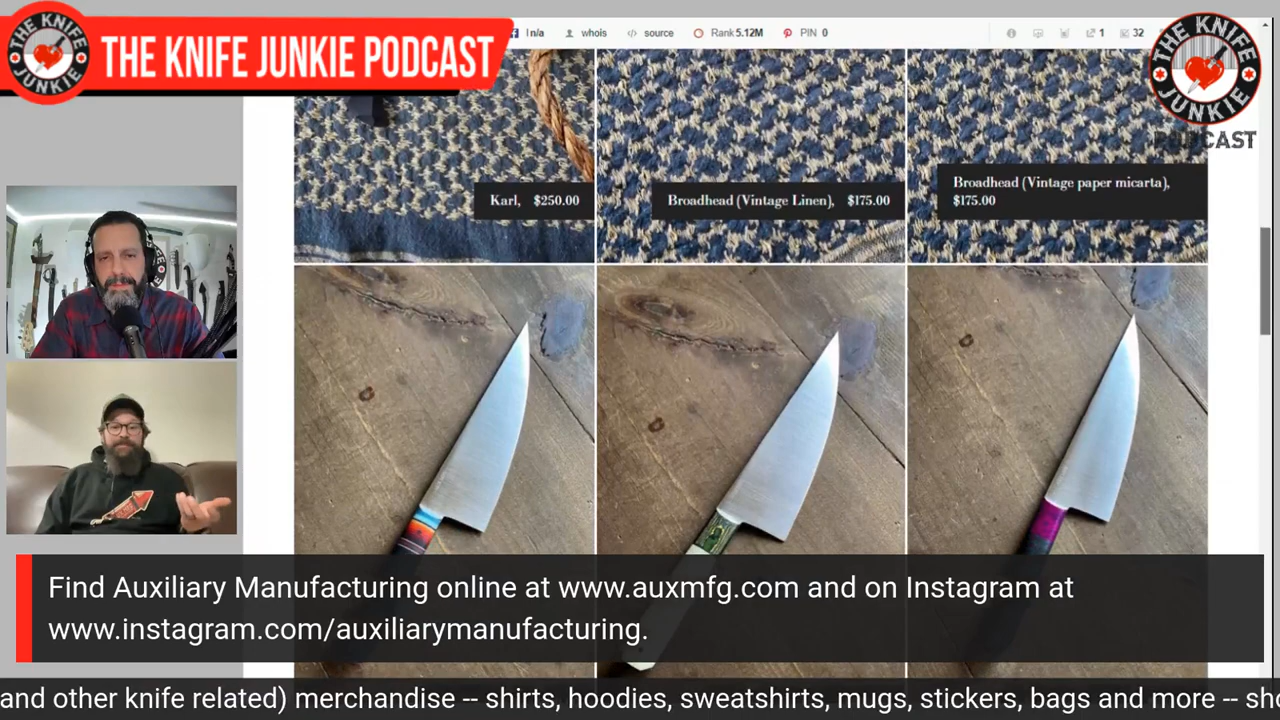 THE KNIFE
JUNKIE
THE KNIFE JUNKIE PODCAST
n/a whois source Rank 5.12M PIN 0 1 32
THE KNIFE
JUNKIE
PODCAST
Karl, $250.00
Broadhead (Vintage Linen), $175.00
Broadhead (Vintage paper micarta),
$175.00
Find Auxiliary Manufacturing online at www.auxmfg.com and on Instagram at
www.instagram.com/auxiliarymanufacturing.
and other knife related) merchandise -- shirts, hoodies, sweatshirts, mugs, stickers, bags and more -- sho